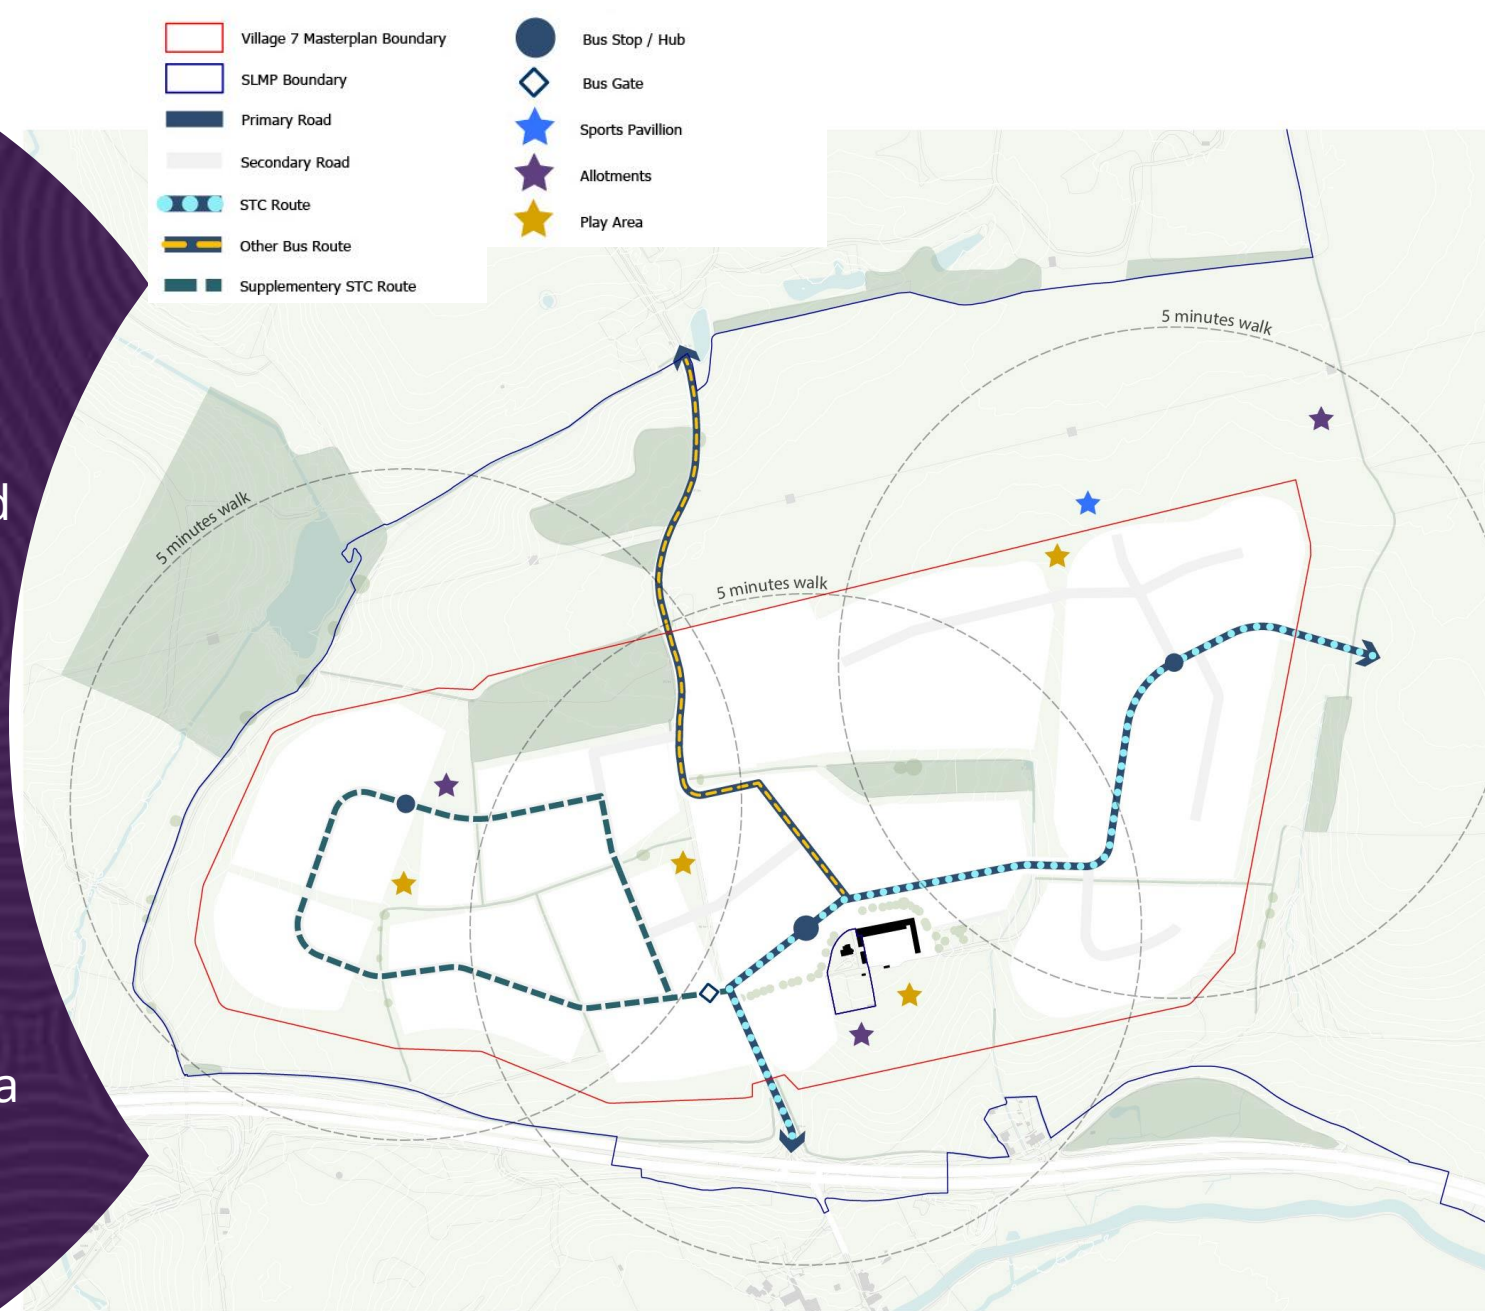 Village 7 Masterplan Boundary
SLMP Boundary
Primary Road
Secondary Road
STC Route
Other Bus Route
Supplementery STC Route
Bus Stop / Hub
Bus Gate
Sports Pavillion
Allotments
Play Area
5 minutes walk
5 minutes walk
5 minutes walk
d
a